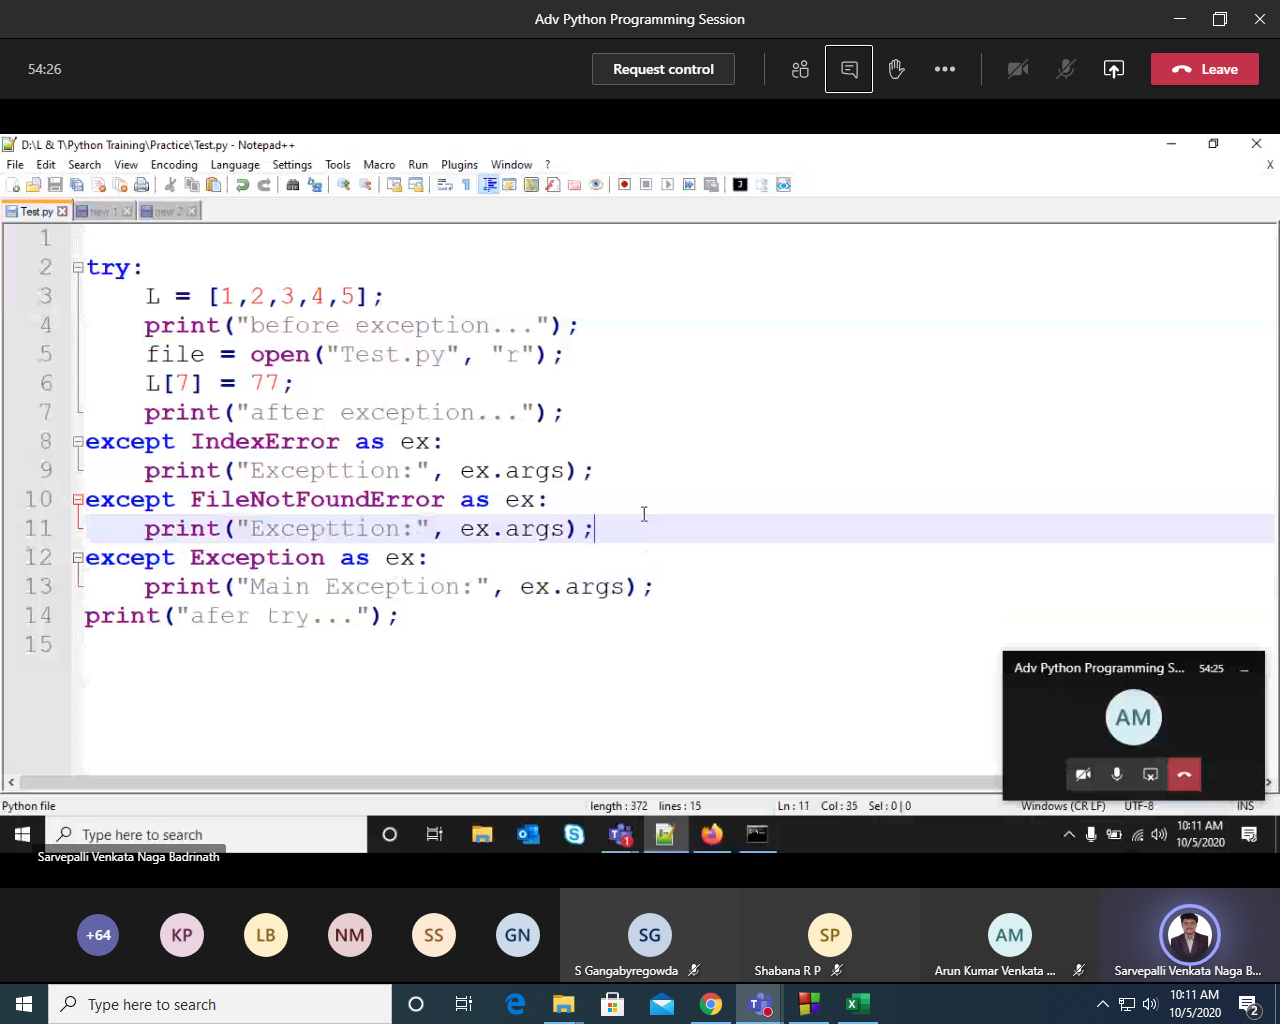 Adv Python Programming Session
54:26
Request control
Leave
D:\L & T\Python Training\Practice\Test.py - Notepad++
File Edit Search View Encoding Language Settings Tools Macro Run Plugins Window ?
X
Test.py new 1 new 2
1
2 try:
3 L = [1,2,3,4,5];
4 print("before exception...");
5 file = open("Test.py", "r");
6 L[7] = 77;
7 print("after exception...");
8 except IndexError as ex:
9 print("Excepttion:", ex.args);
10 except FileNotFoundError as ex:
11 print("Excepttion:", ex.args);
12 except Exception as ex:
13 print("Main Exception:", ex.args);
14 print("afer try...");
15
Adv Python Programming S... 54:25
AM
Python file length : 372 lines : 15 Ln : 11 Col : 35 Sel : 0 | 0 Windows (CR LF) UTF-8 INS
Type here to search
10:11 AM
10/5/2020
Sarvepalli Venkata Naga Badrinath
+64 KP LB NM SS GN SG SP AM
S Gangabyregowda Shabana R P Arun Kumar Venkata ... Sarvepalli Venkata Naga B...
Type here to search
10:11 AM
10/5/2020
2